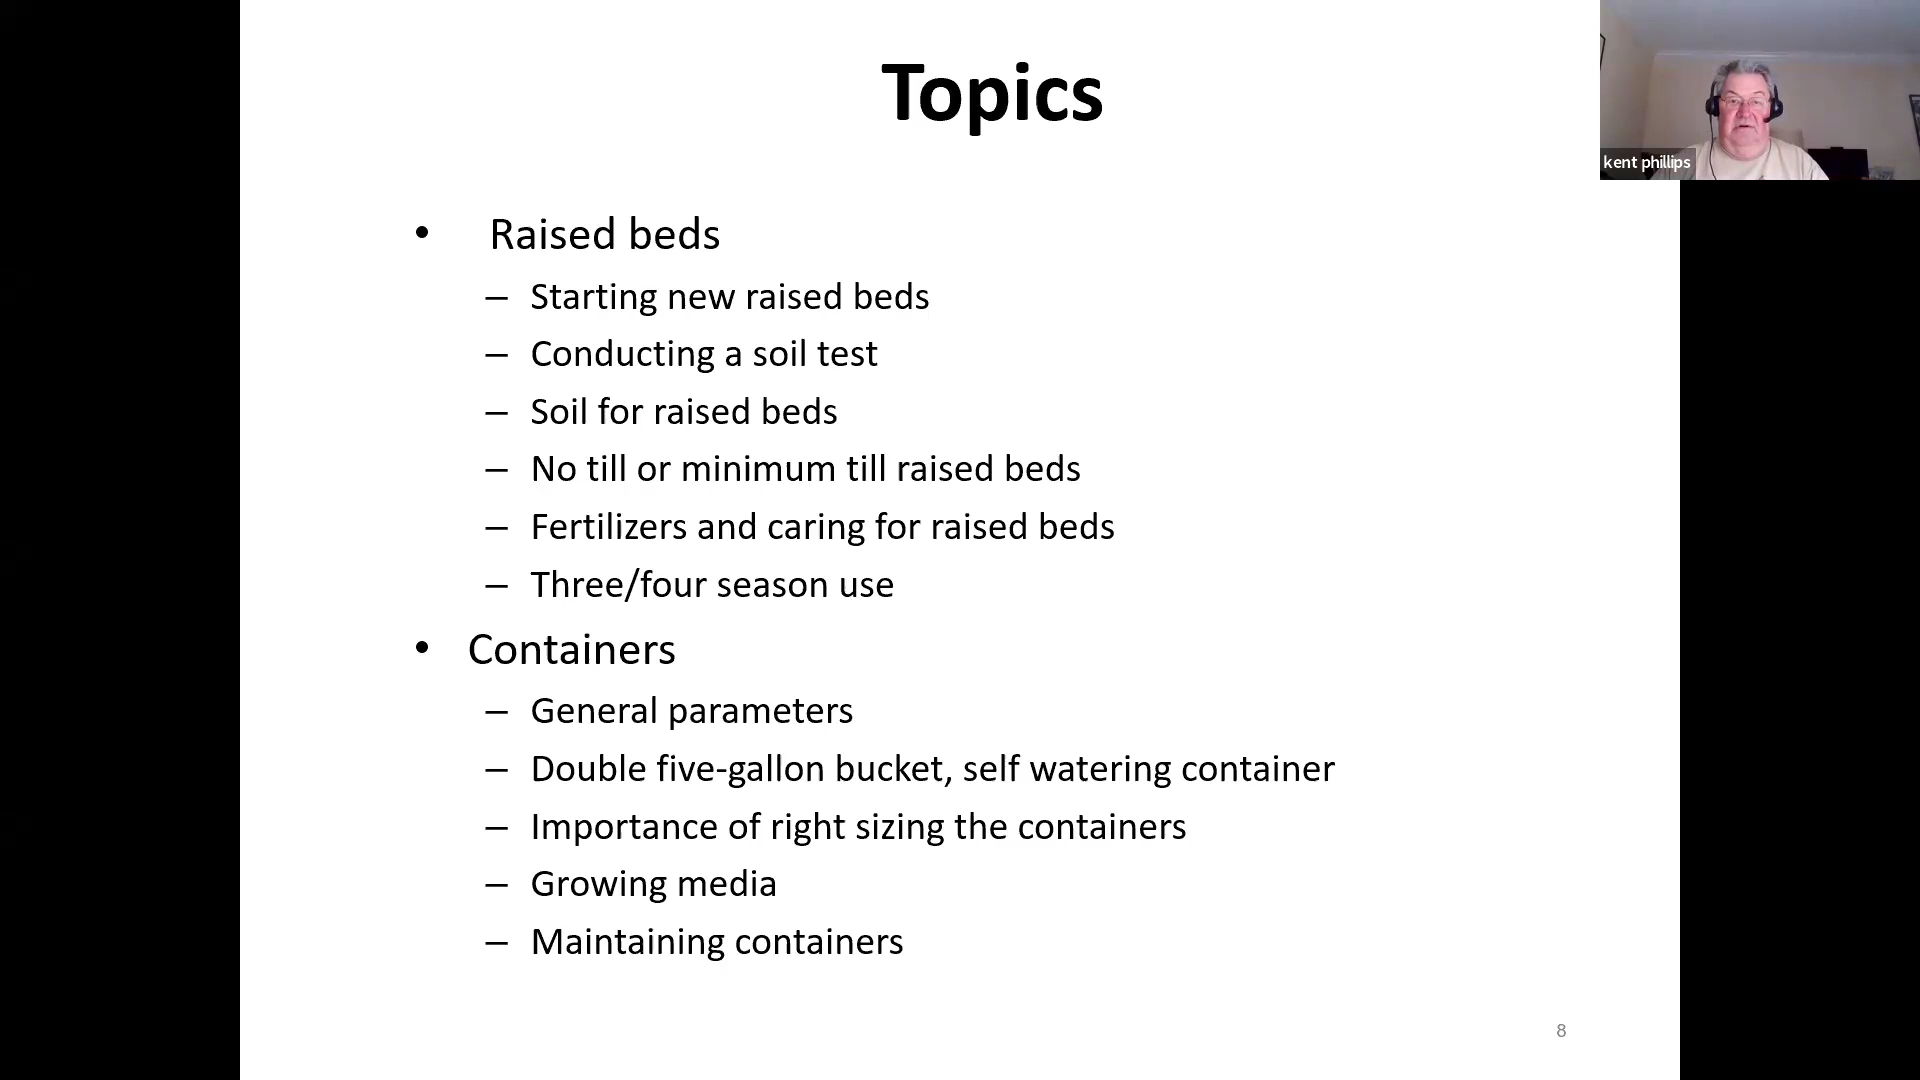 Topics
kent phillips
• Raised beds
– Starting new raised beds
– Conducting a soil test
– Soil for raised beds
– No till or minimum till raised beds
– Fertilizers and caring for raised beds
– Three/four season use
• Containers
– General parameters
– Double five-gallon bucket, self watering container
– Importance of right sizing the containers
– Growing media
– Maintaining containers
8